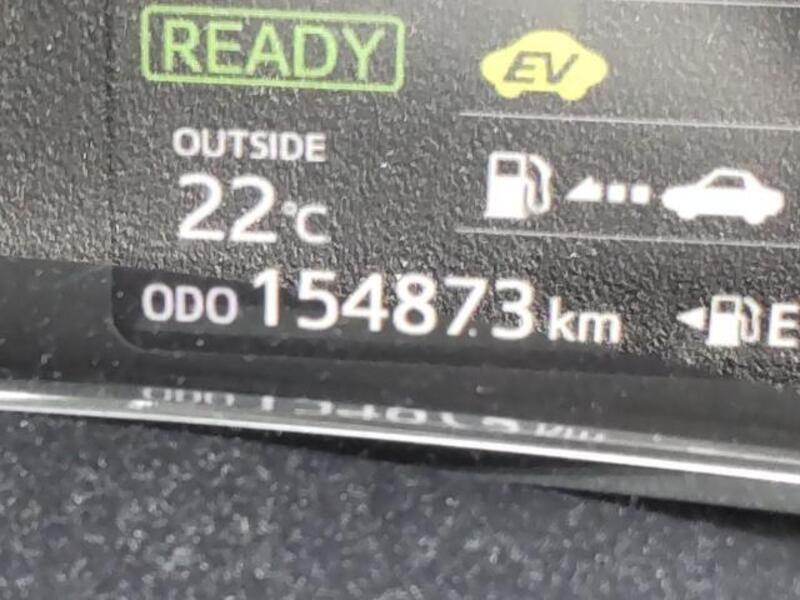 READY
EV
OUTSIDE
22°C
ODO 154873 km
E